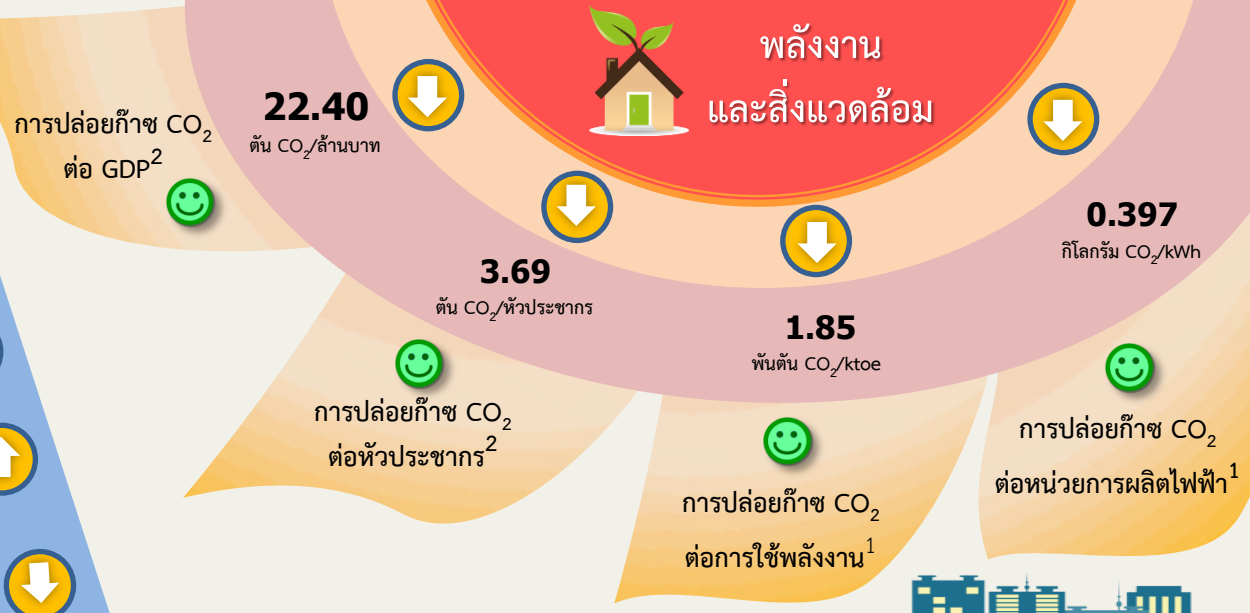 พลังงาน
และสิ่งแวดล้อม
การปล่อยก๊าซ CO₂
ต่อ GDP²
22.40
ตัน CO₂/ล้านบาท
3.69
ตัน CO₂/หัวประชากร
การปล่อยก๊าซ CO₂
ต่อหัวประชากร²
1.85
พันตัน CO₂/ktoe
การปล่อยก๊าซ CO₂
ต่อการใช้พลังงาน¹
0.397
กิโลกรัม CO₂/kWh
การปล่อยก๊าซ CO₂
ต่อหน่วยการผลิตไฟฟ้า¹